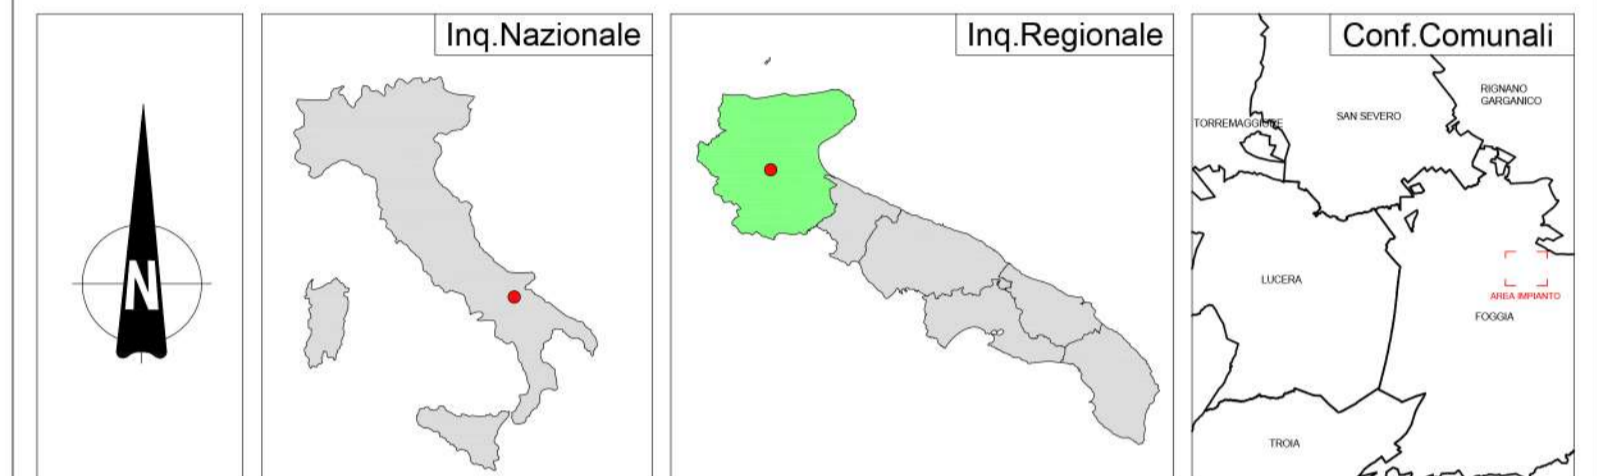 N
Inq.Nazionale
Inq.Regionale
Conf.Comunali
RIGNANO
GARGANICO
SAN SEVERO
TORREMAGGIORE
LUCERA
AREA IMPIANTO
FOGGIA
TROIA